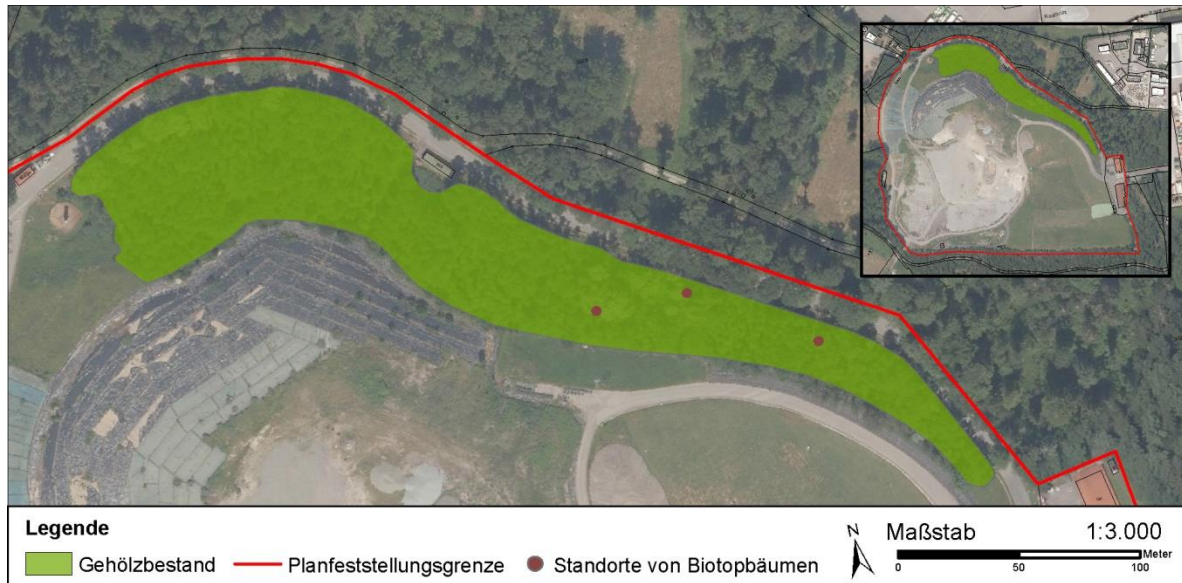 Legende
Gehölzbestand
Planfeststellungsgrenze
Standorte von Biotopbäumen
N
Maßstab 1:3.000
Meter
0 50 100